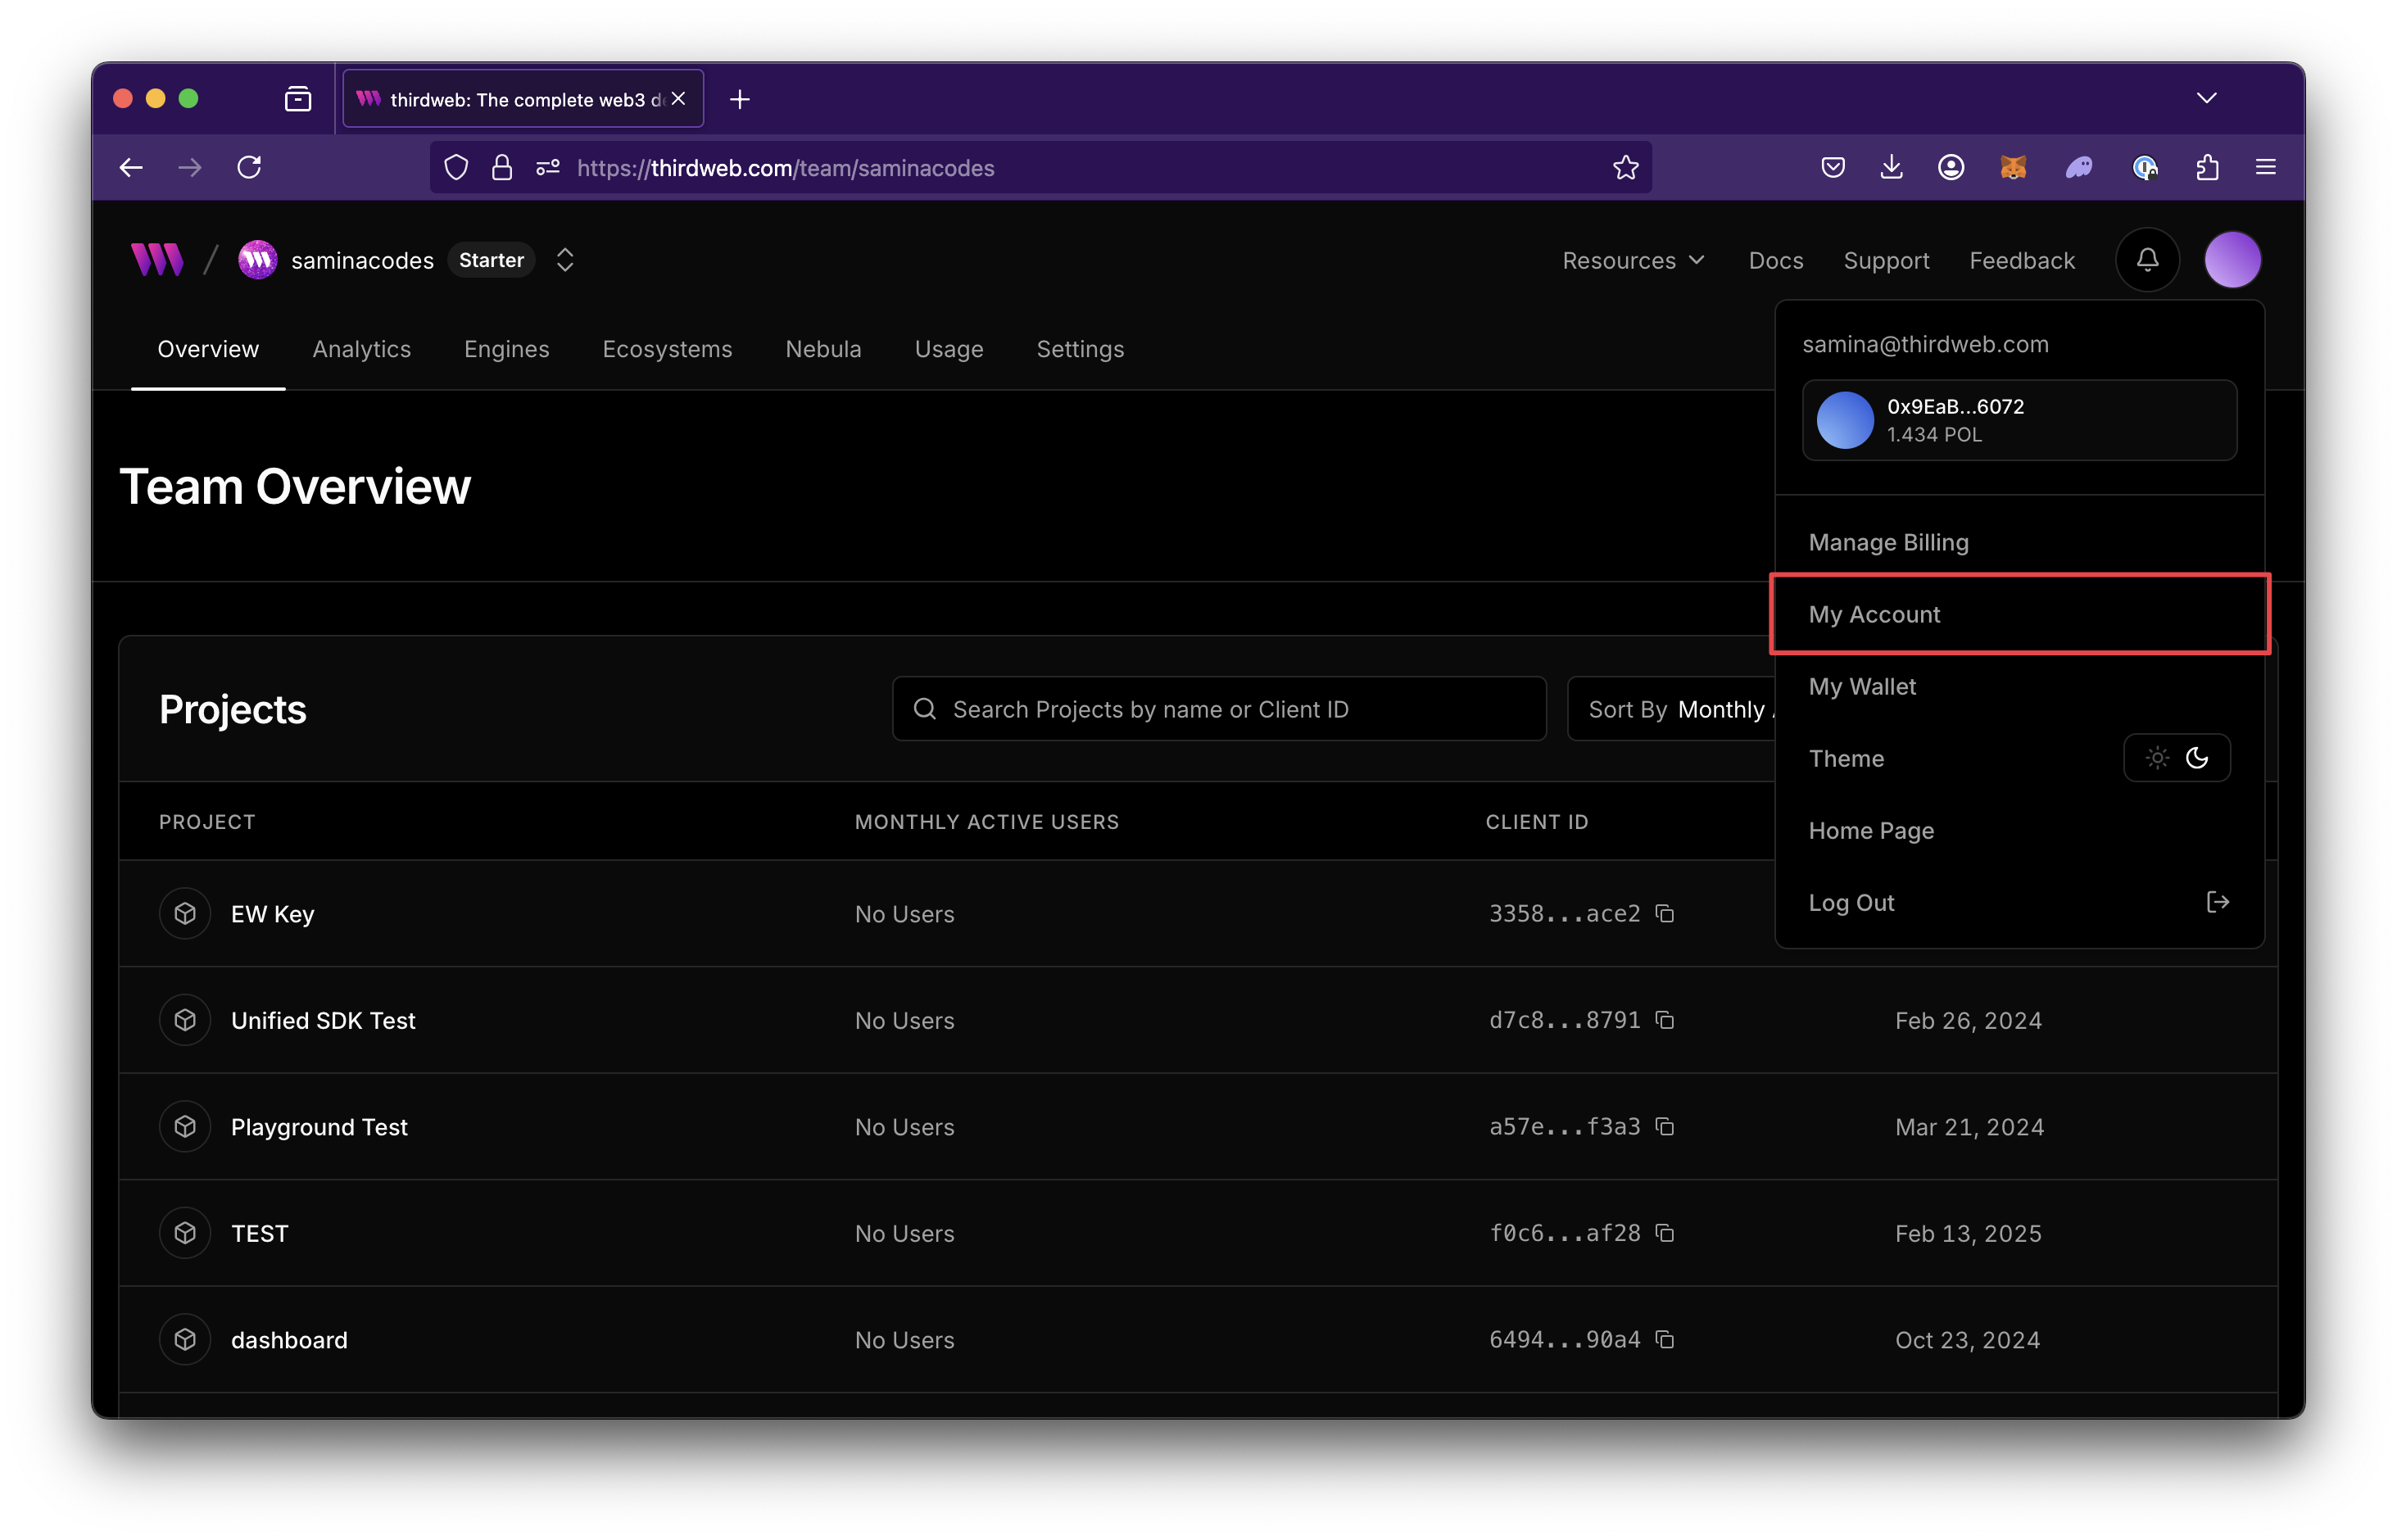 thirdweb: The complete web3 d
https://thirdweb.com/team/saminacodes
saminacodes Starter
Resources Docs Support Feedback
Overview Analytics Engines Ecosystems Nebula Usage Settings
samina@thirdweb.com
0x9EaB...6072
1.434 POL
Team Overview
Manage Billing
My Account
My Wallet
Theme
Home Page
Log Out
Projects
Search Projects by name or Client ID
Sort By Monthly
PROJECT MONTHLY ACTIVE USERS CLIENT ID
EW Key No Users 3358...ace2
Unified SDK Test No Users d7c8...8791 Feb 26, 2024
Playground Test No Users a57e...f3a3 Mar 21, 2024
TEST No Users f0c6...af28 Feb 13, 2025
dashboard No Users 6494...90a4 Oct 23, 2024